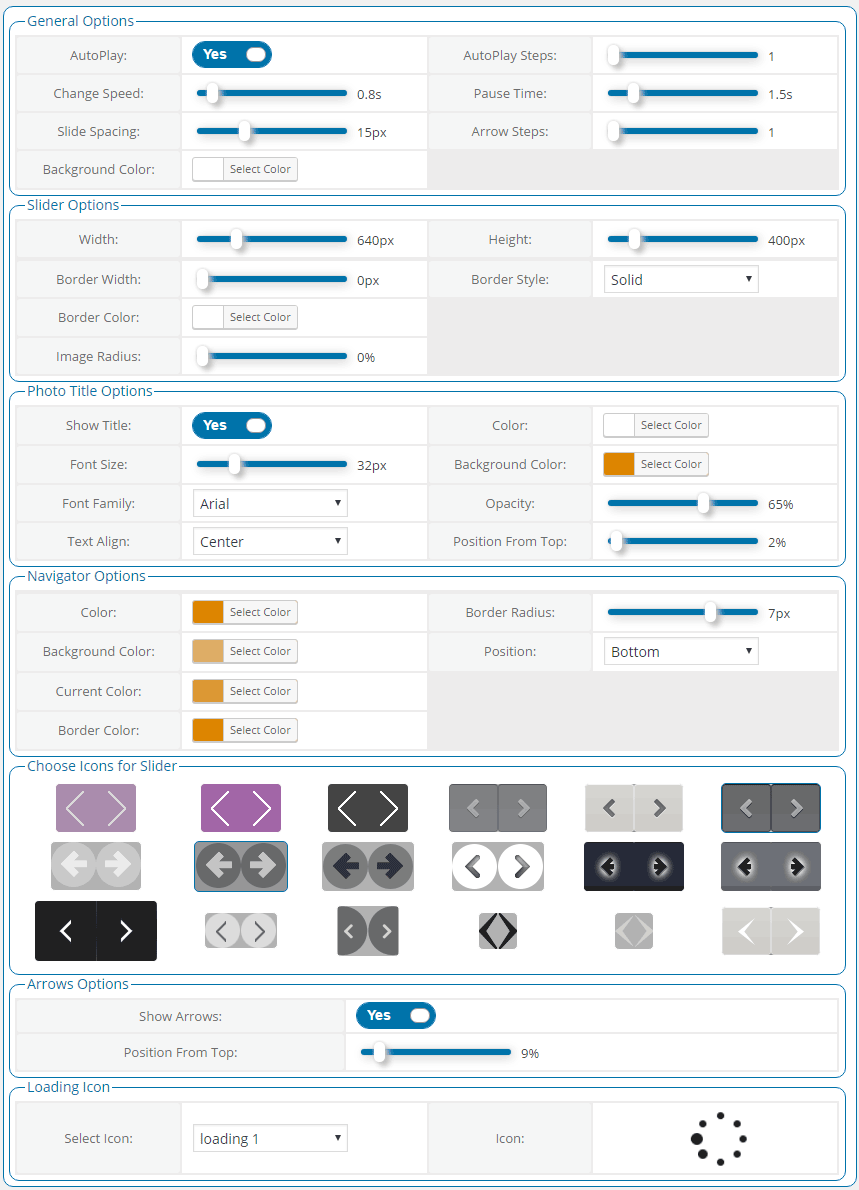 General Options
AutoPlay: Yes AutoPlay Steps: 1
Change Speed: 0.8s Pause Time: 1.5s
Slide Spacing: 15px Arrow Steps: 1
Background Color: Select Color
Slider Options
Width: 640px Height: 400px
Border Width: 0px Border Style: Solid
Border Color: Select Color
Image Radius: 0%
Photo Title Options
Show Title: Yes Color: Select Color
Font Size: 32px Background Color: Select Color
Font Family: Arial Opacity: 65%
Text Align: Center Position From Top: 2%
Navigator Options
Color: Select Color Border Radius: 7px
Background Color: Select Color Position: Bottom
Current Color: Select Color
Border Color: Select Color
Choose Icons for Slider
Arrows Options
Show Arrows: Yes
Position From Top: 9%
Loading Icon
Select Icon: loading 1 Icon: